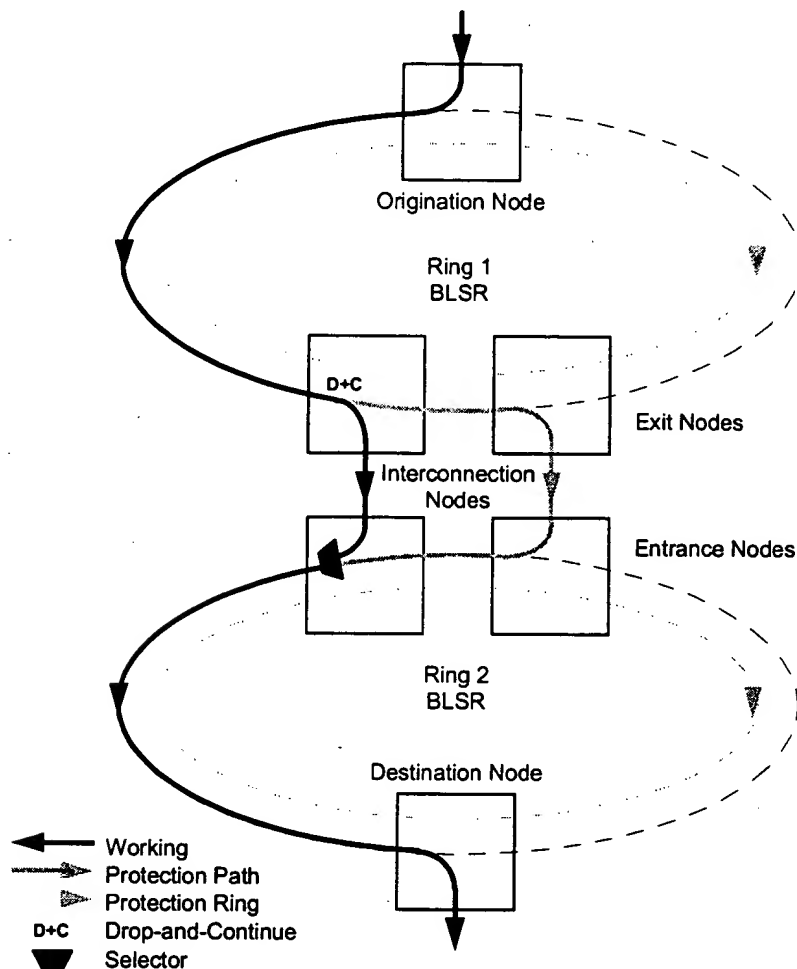 Origination Node
Ring 1
BLSR
D+C
Exit Nodes
Interconnection
Nodes
Entrance Nodes
Ring 2
BLSR
Destination Node
Working
Protection Path
Protection Ring
D+C Drop-and-Continue
Selector